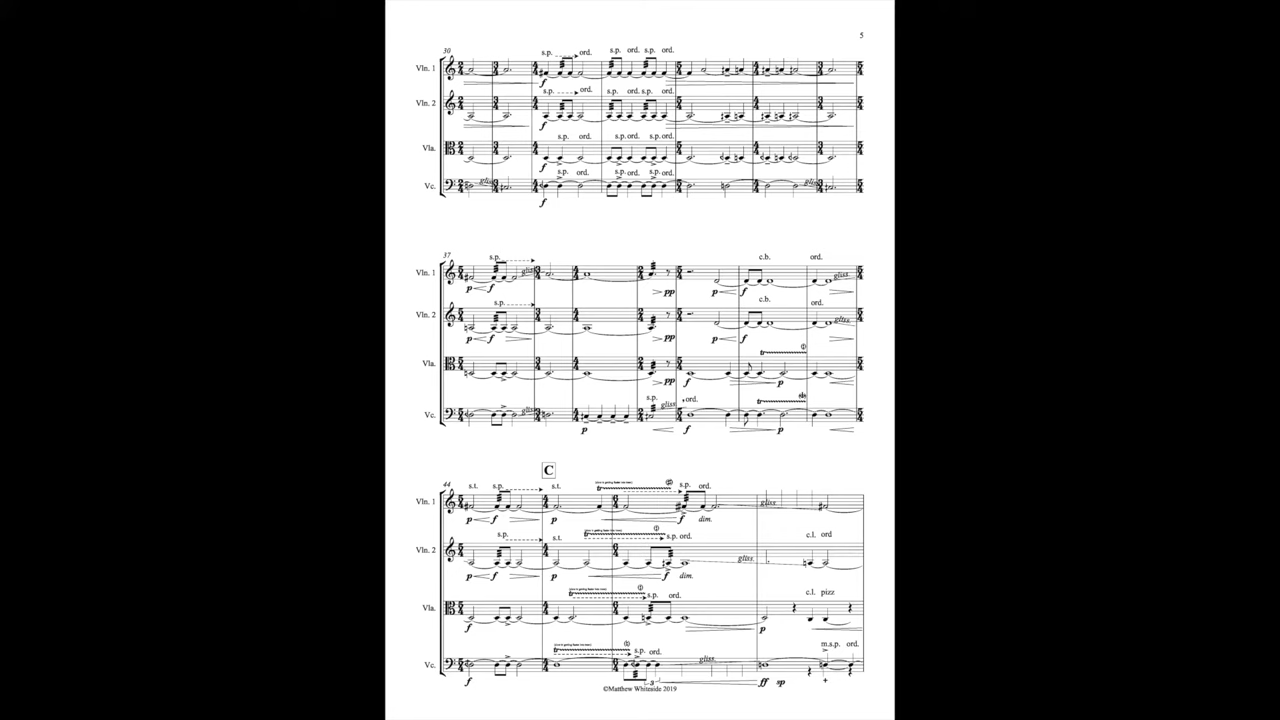 5
30
s.p. ord. s.p. ord. s.p. ord.
Vln. 1
f
s.p. ord. s.p. ord. s.p. ord.
Vln. 2
f
s.p. ord. s.p. ord. s.p. ord.
Vla.
f
s.p. ord. s.p. ord. s.p. ord.
Vc. gliss gliss
f
37
s.p. c.b. ord.
Vln. 1 gliss gliss
p f pp p f
s.p. c.b. ord.
Vln. 2 gliss
p f pp p f
Vla.
pp f p
s.p. gliss ord.
Vc. gliss
p f p
C
44
s.t. s.p. s.t. s.p. ord.
Vln. 1 gliss
p f p f dim.
s.p. s.t. s.p. ord. c.l. ord
Vln. 2 gliss.
p f p f dim.
s.p. ord. c.l. pizz
Vla.
f p
s.p. ord. m.s.p. ord.
Vc. gliss.
f 3 ff sp
©Matthew Whiteside 2019